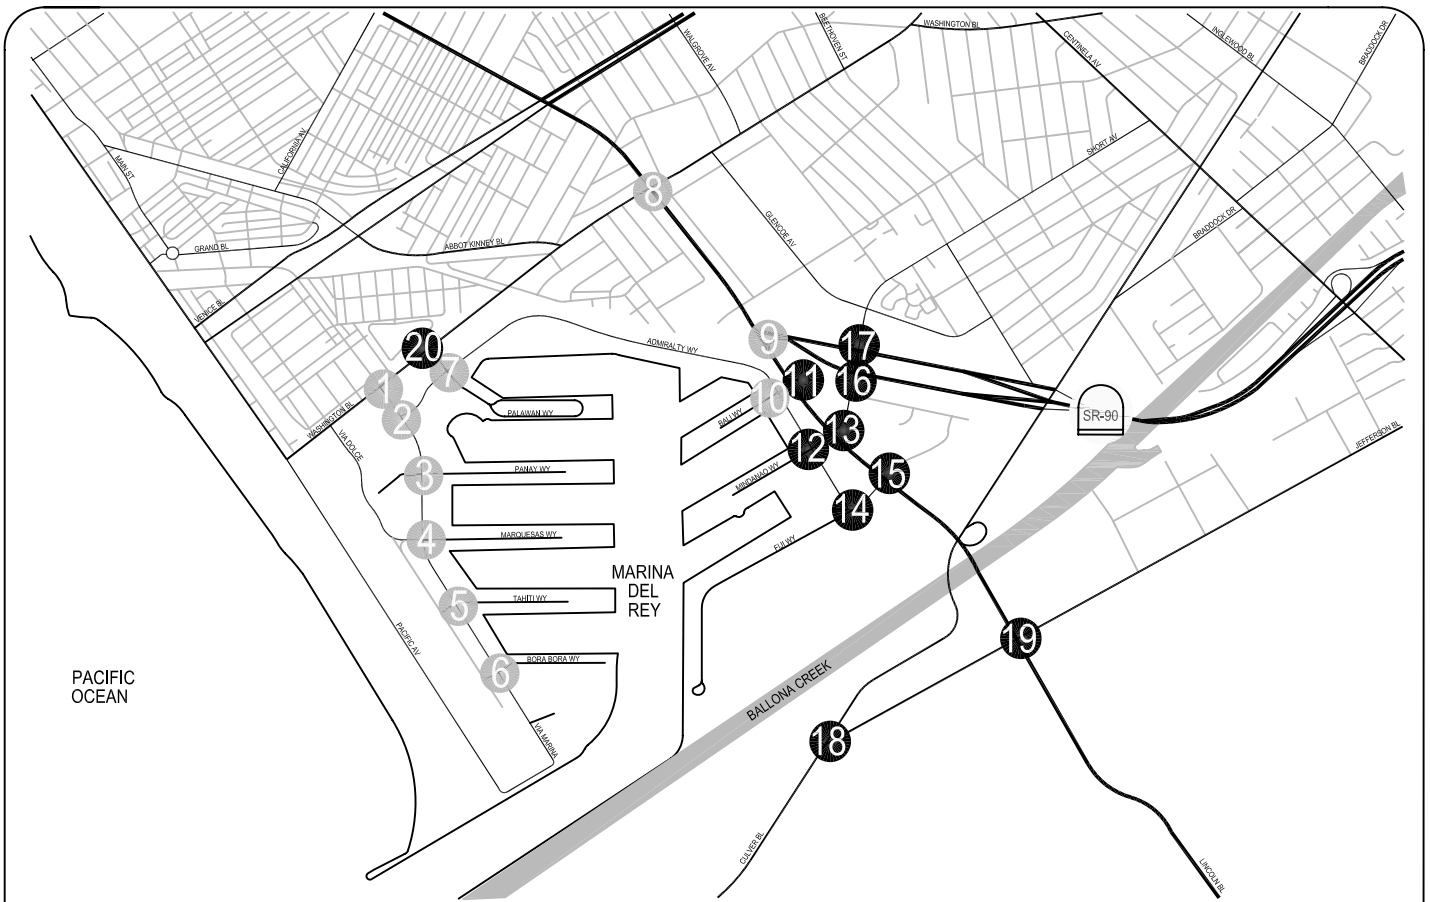 WASHINGTON BL
BEETHOVEN ST
WALGROVE AV
CENTINELA AV
INGLEWOOD BL
BRADDOCK DR
CALIFORNIA AV
MAIN ST
SHORT AV
8
GLENCOE AV
BRADDOCK DR
GRAND BL
ABBOT KINNEY BL
VENICE BL
20
7
ADMIRALTY WY
9
17
1
11
16
10
2
WASHINGTON BL
PALAWAN WY
BALI WY
SR-90
VIA DOLCE
13
12
JEFFERSON BL
3
PANAY WY
MINDANAO WY
15
14
4
MARQUESAS WY
FIJI WY
MARINA
DEL
REY
5
TAHITI WY
PACIFIC AV
19
6
BORA BORA WY
PACIFIC
OCEAN
BALLONA CREEK
VIA MARINA
18
CULVER BL
LINCOLN BL